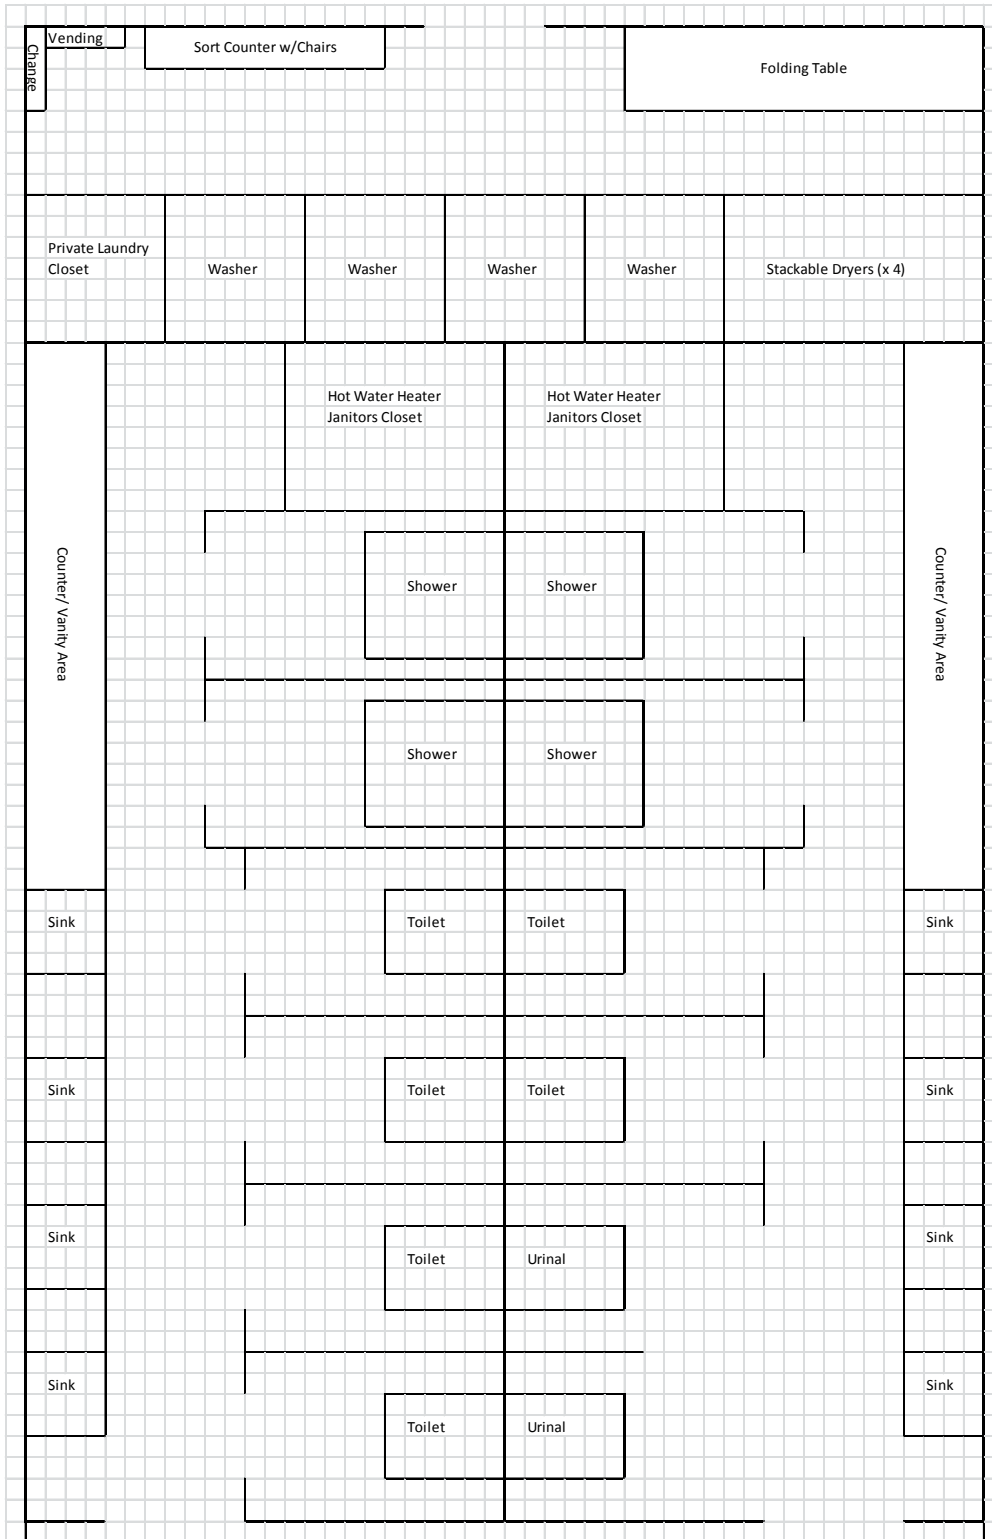 Vending
Change
Sort Counter w/Chairs
Folding Table
Private Laundry
Closet
Washer
Washer
Washer
Washer
Stackable Dryers (x 4)
Hot Water Heater
Janitors Closet
Hot Water Heater
Janitors Closet
Counter/ Vanity Area
Shower
Shower
Counter/ Vanity Area
Shower
Shower
Sink
Toilet
Toilet
Sink
Sink
Toilet
Toilet
Sink
Sink
Toilet
Urinal
Sink
Sink
Toilet
Urinal
Sink